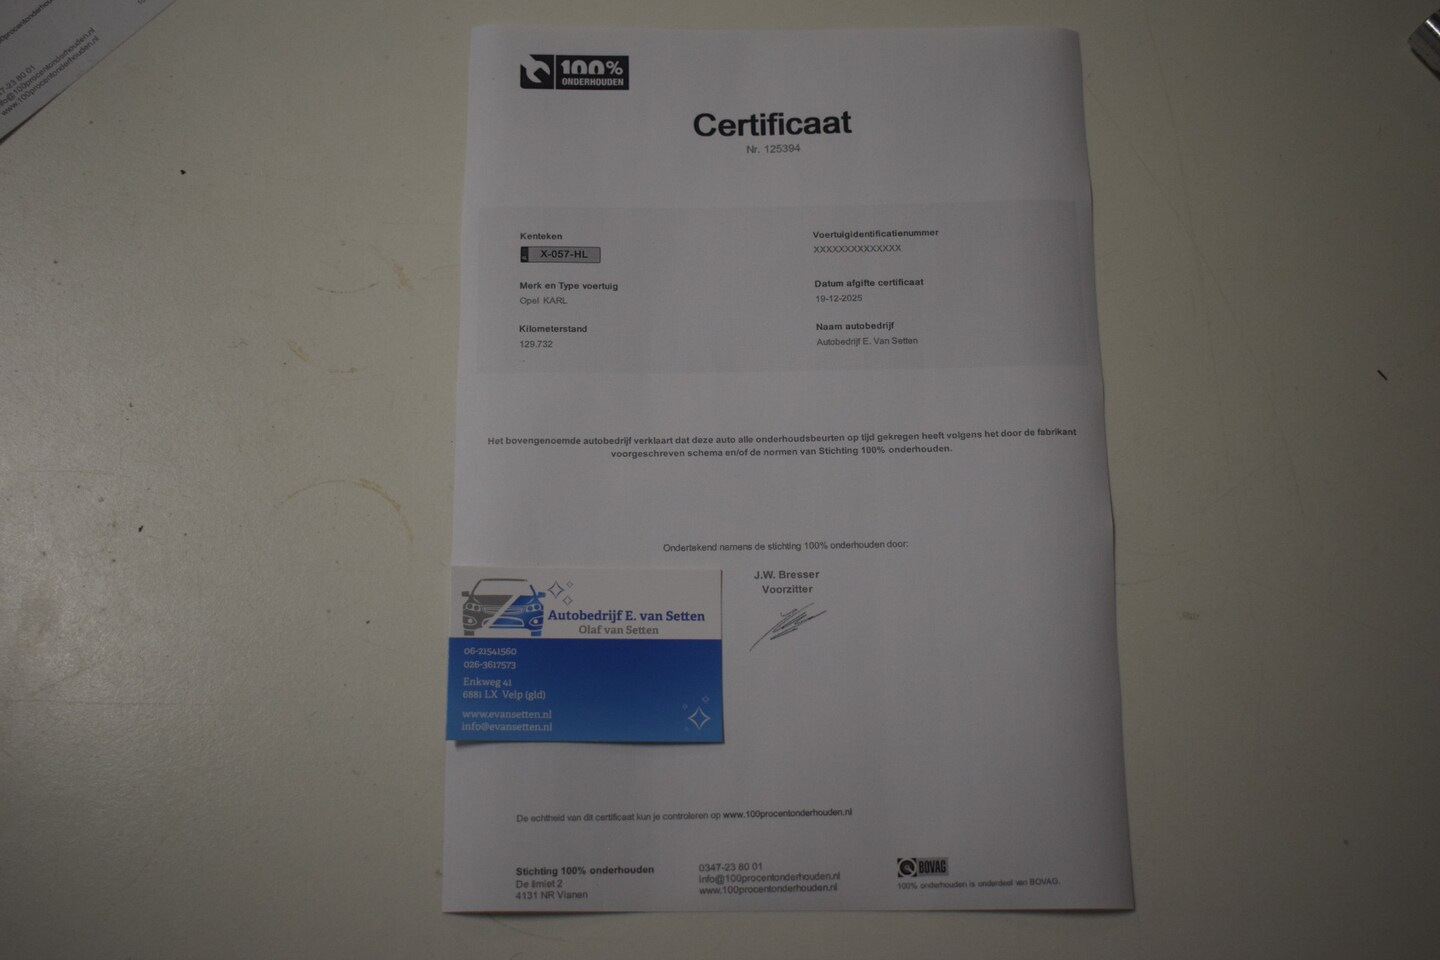 100%
ONDERHOUDEN
Certificaat
Nr. 125394
Kenteken
X-057-HL
Merk en Type voertuig
Opel KARL
Kilometerstand
129.732
Voertuigidentificatienummer
XXXXXXXXXXXXXX
Datum afgifte certificaat
19-12-2025
Naam autobedrijf
Autobedrijf E. Van Setten
Het bovengenoemde autobedrijf verklaart dat deze auto alle onderhoudsbeurten op tijd gekregen heeft volgens het door de fabrikant
voorgeschreven schema en/of de normen van Stichting 100% onderhouden.
Ondertekend namens de stichting 100% onderhouden door:
J.W. Bresser
Voorzitter
Autobedrijf E. van Setten
Olaf van Setten
06-21541560
026-3617573
Enkweg 41
6881 LX Velp (gld)
www.evansetten.nl
info@evansetten.nl
De echtheid van dit certificaat kun je controleren op www.100procentonderhouden.nl
Stichting 100% onderhouden
De Limiet 2
4131 NR Vianen
0347-23 80 01
info@100procentonderhouden.nl
www.100procentonderhouden.nl
BOVAG
100% onderhouden is onderdeel van BOVAG.